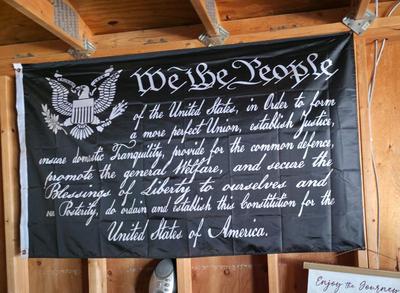 We the People
of the United States, in Order to form
a more perfect Union, establish Justice,
insure domestic Tranquility, provide for the common defence,
promote the general Welfare, and secure the
Blessings of Liberty to ourselves and
our Posterity, do ordain and establish this Constitution for the
United States of America.
Enjoy the Journey